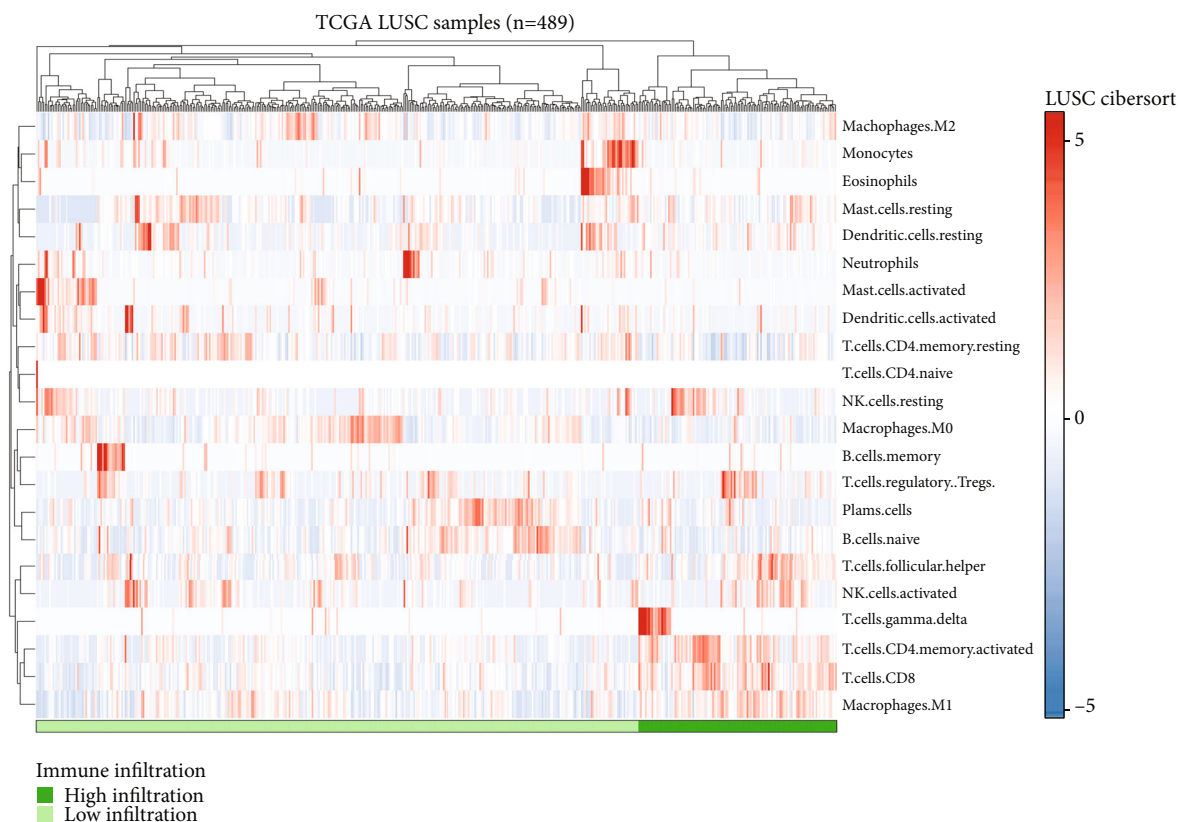 TCGA LUSC samples (n=489)
LUSC cibersort
Machophages.M2
Monocytes
Eosinophils
Mast.cells.resting
Dendritic.cells.resting
Neutrophils
Mast.cells.activated
Dendritic.cells.activated
T.cells.CD4.memory.resting
T.cells.CD4.naive
NK.cells.resting
Macrophages.M0
B.cells.memory
T.cells.regulatory..Tregs.
Plams.cells
B.cells.naive
T.cells.follicular.helper
NK.cells.activated
T.cells.gamma.delta
T.cells.CD4.memory.activated
T.cells.CD8
Macrophages.M1
5
0
−5
Immune infiltration
High infiltration
Low infiltration